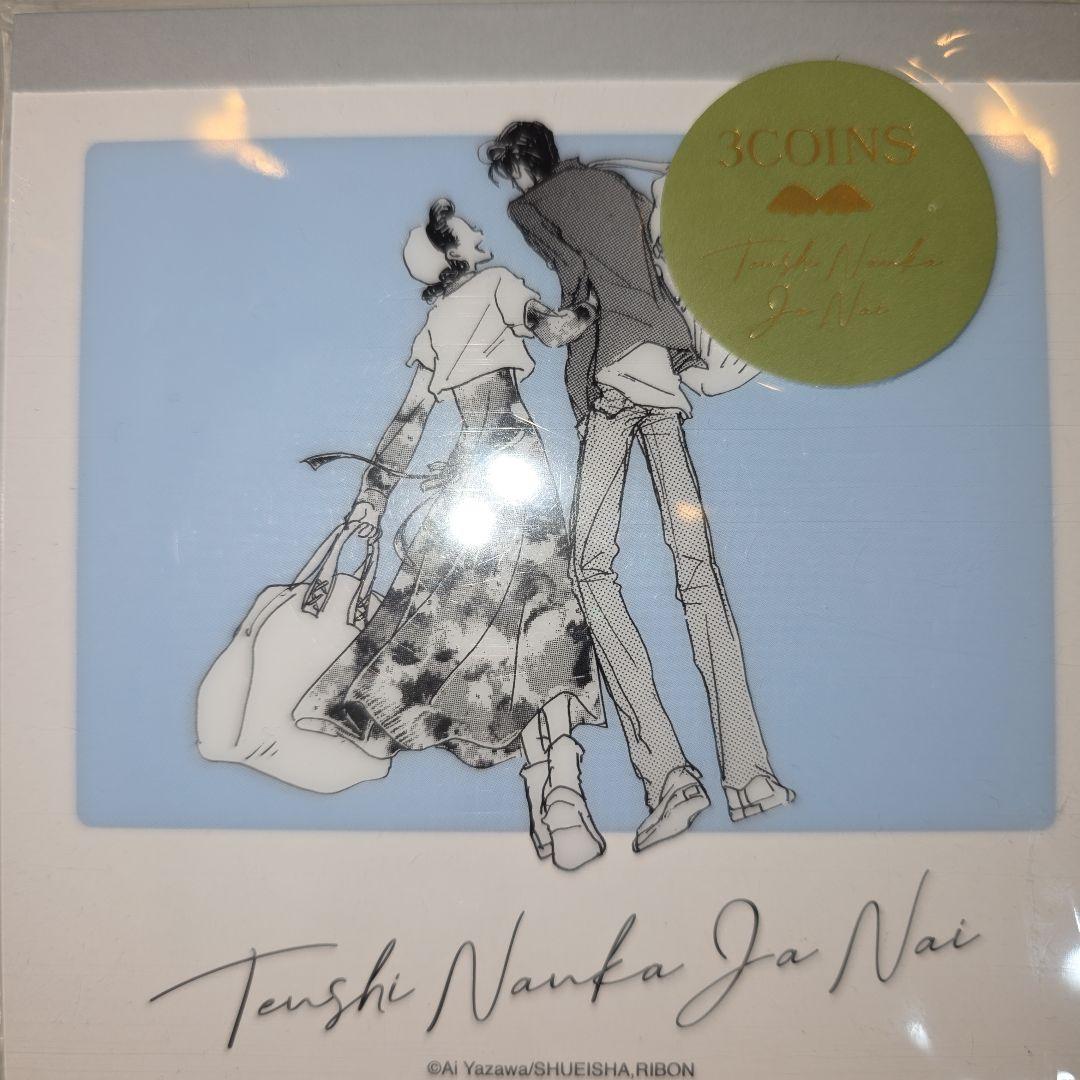 3COINS
Tenshi Nanka
Ja Nai
Tenshi Nanka Ja Nai
©Ai Yazawa/SHUEISHA,RIBON